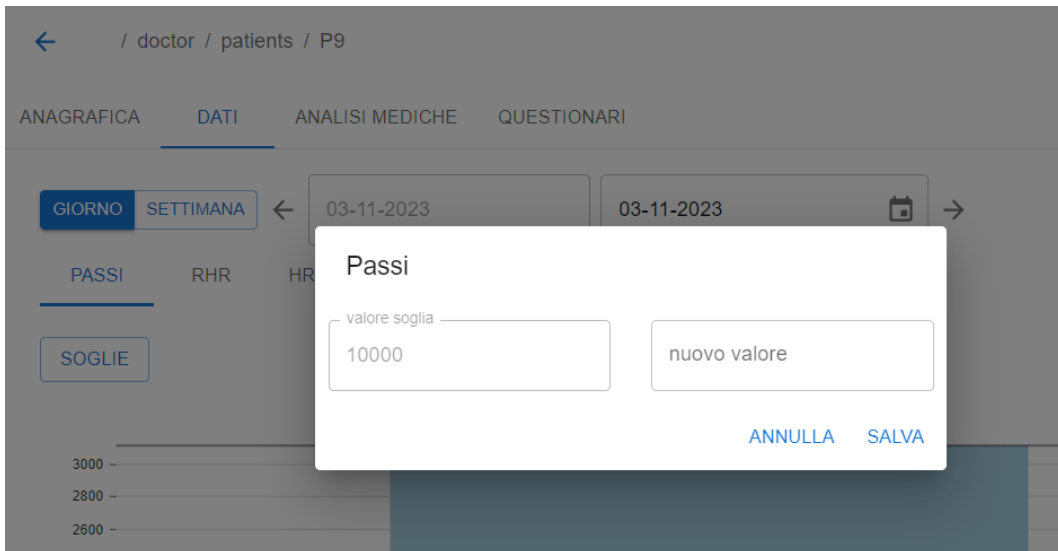 / doctor / patients / P9
ANAGRAFICA DATI ANALISI MEDICHE QUESTIONARI
GIORNO SETTIMANA 03-11-2023 03-11-2023
PASSI RHR HR
Passi
valore soglia
10000 nuovo valore
SOGLIE
ANNULLA SALVA
3000
2800
2600